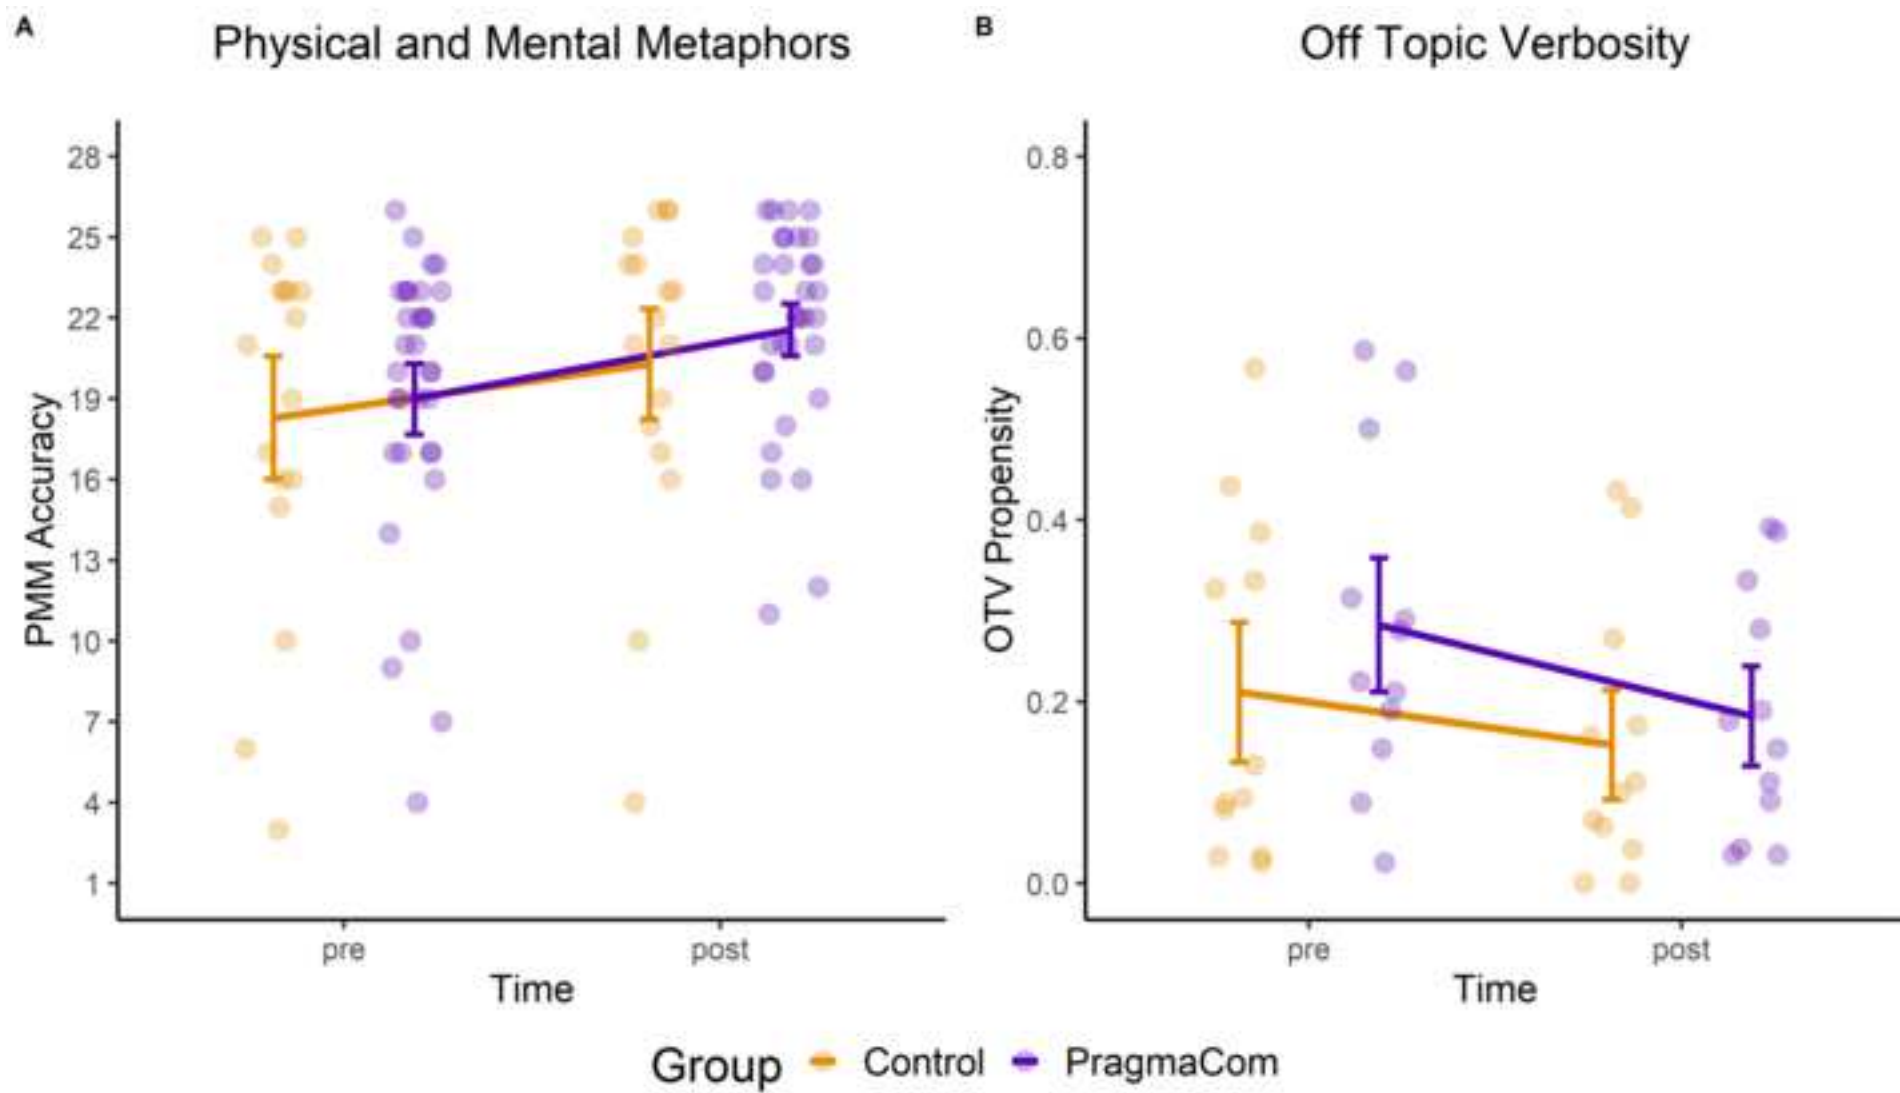 A
Physical and Mental Metaphors
PMM Accuracy
28
25
22
19
16
13
10
7
4
1
pre
post
Time
B
Off Topic Verbosity
OTV Propensity
0.8
0.6
0.4
0.2
0.0
pre
post
Time
Group Control PragmaCom